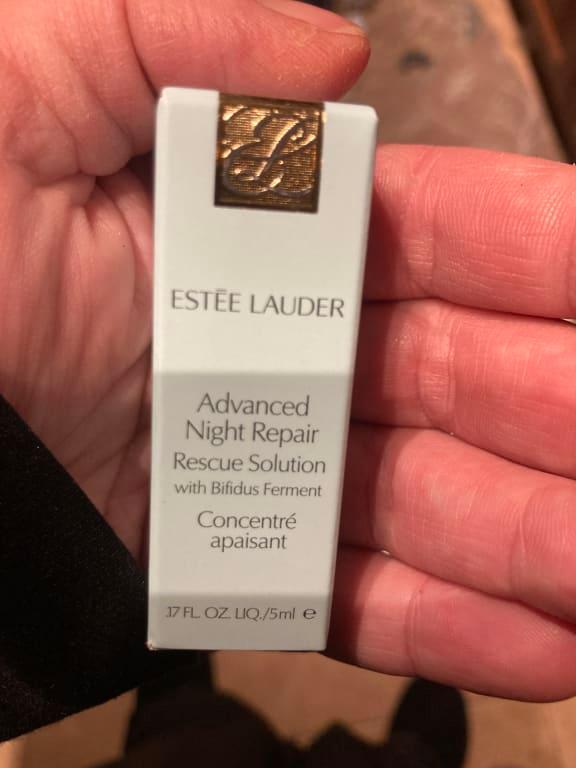 ESTĒE LAUDER
Advanced
Night Repair
Rescue Solution
with Bifidus Ferment
Concentré
apaisant
.17 FL. OZ. LIQ./5ml ℮